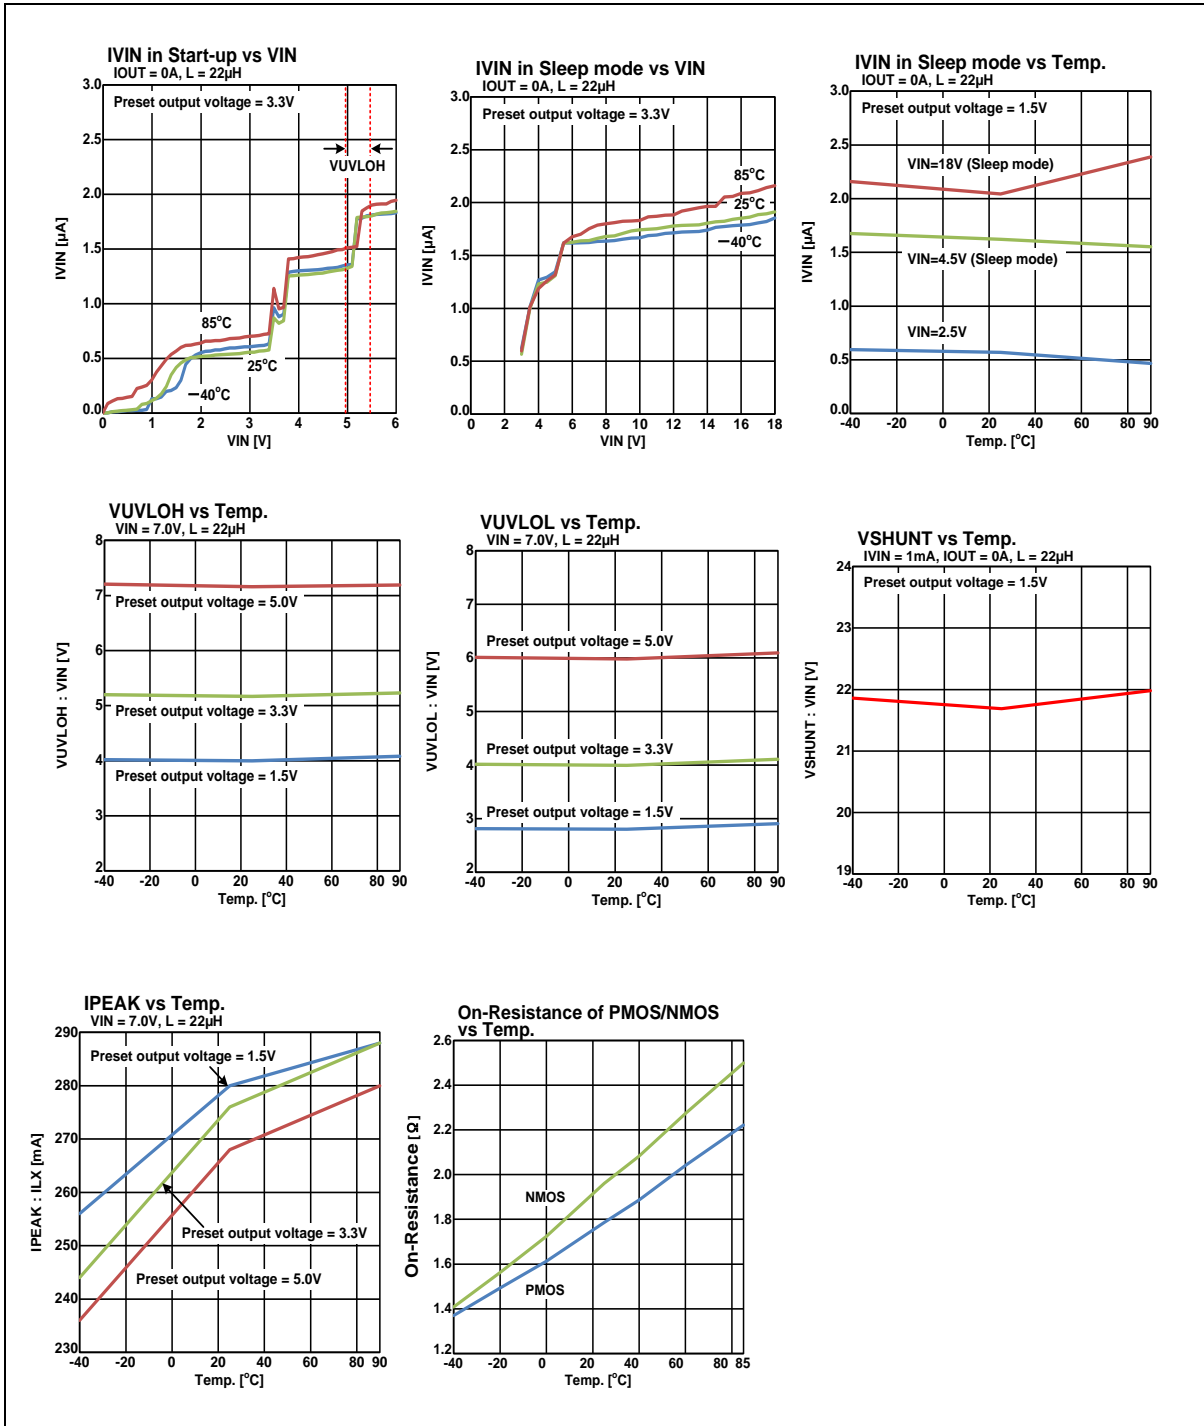 IVIN in Start-up vs VIN
IOUT = 0A, L = 22µH
3.0
Preset output voltage = 3.3V
2.5
VUVLOH
2.0
IVIN [µA]
1.5
1.0
85°C
0.5
25°C
−40°C
0.0
0 1 2 3 4 5 6
VIN [V]
IVIN in Sleep mode vs VIN
IOUT = 0A, L = 22µH
3.0
Preset output voltage = 3.3V
2.5
85°C
2.0
25°C
−40°C
IVIN [µA]
1.5
1.0
0.5
0.0
0 2 4 6 8 10 12 14 16 18
VIN [V]
IVIN in Sleep mode vs Temp.
IOUT = 0A, L = 22µH
3.0
Preset output voltage = 1.5V
2.5
VIN=18V (Sleep mode)
2.0
IVIN [µA]
1.5
VIN=4.5V (Sleep mode)
1.0
VIN=2.5V
0.5
0.0
-40 -20 0 20 40 60 80 90
Temp. [°C]
VUVLOH vs Temp.
VIN = 7.0V, L = 22µH
8
7
Preset output voltage = 5.0V
6
VUVLOH : VIN [V]
5
Preset output voltage = 3.3V
4
Preset output voltage = 1.5V
3
2
-40 -20 0 20 40 60 80 90
Temp. [°C]
VUVLOL vs Temp.
VIN = 7.0V, L = 22µH
8
7
Preset output voltage = 5.0V
6
VUVLOL : VIN [V]
5
Preset output voltage = 3.3V
4
Preset output voltage = 1.5V
3
2
-40 -20 0 20 40 60 80 90
Temp. [°C]
VSHUNT vs Temp.
IVIN = 1mA, IOUT = 0A, L = 22µH
24
Preset output voltage = 1.5V
23
22
VSHUNT : VIN [V]
21
20
19
-40 -20 0 20 40 60 80 90
Temp. [°C]
IPEAK vs Temp.
VIN = 7.0V, L = 22µH
290
Preset output voltage = 1.5V
280
270
IPEAK : ILX [mA]
260
250
Preset output voltage = 3.3V
Preset output voltage = 5.0V
240
230
-40 -20 0 20 40 60 80 90
Temp. [°C]
On-Resistance of PMOS/NMOS
vs Temp.
2.6
2.4
2.2
2.0
On-Resistance [Ω]
NMOS
1.8
1.6
PMOS
1.4
1.2
-40 -20 0 20 40 60 80 85
Temp. [°C]